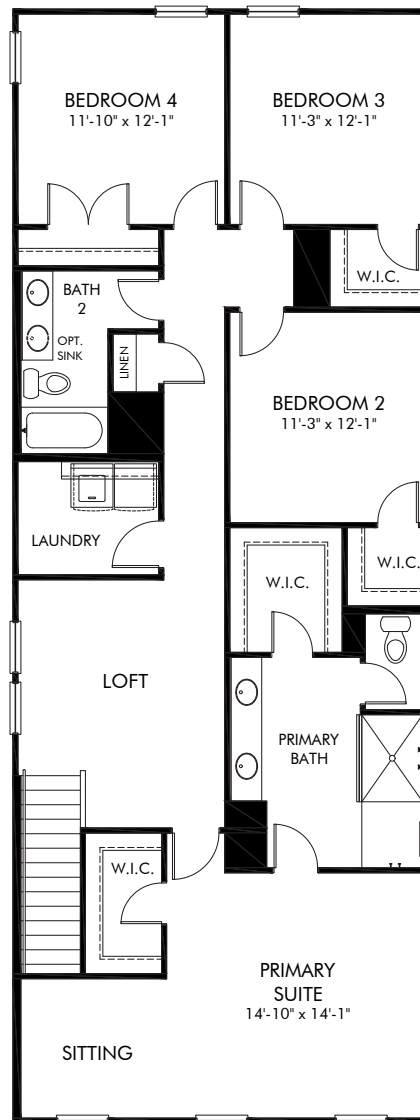 BEDROOM 4
11'-10" x 12'-1"
BEDROOM 3
11'-3" x 12'-1"
W.I.C.
BATH
2
OPT.
SINK
LINEN
BEDROOM 2
11'-3" x 12'-1"
LAUNDRY
W.I.C.
W.I.C.
LOFT
PRIMARY
BATH
W.I.C.
PRIMARY
SUITE
14'-10" x 14'-1"
SITTING